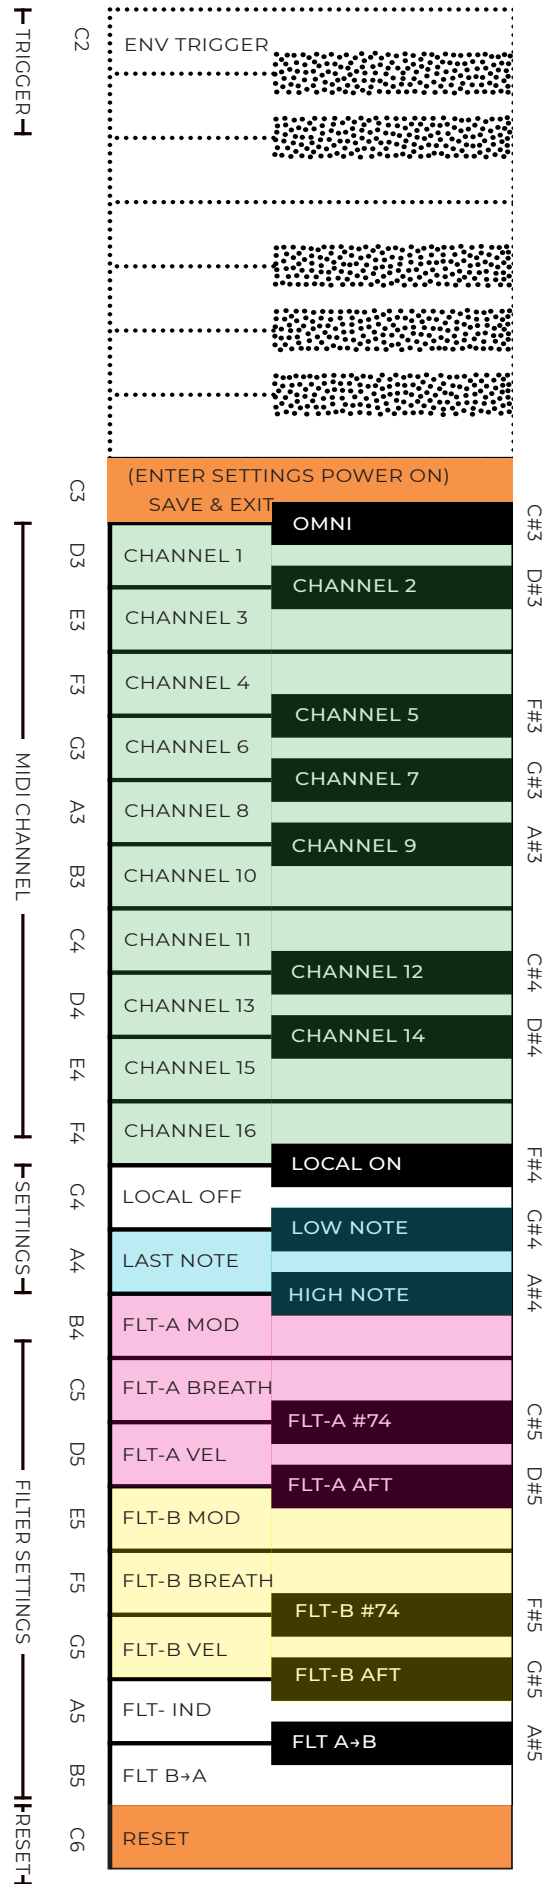 TRIGGER
C2
ENV TRIGGER
C3
(ENTER SETTINGS POWER ON)
SAVE & EXIT
OMNI
C#3
MIDI CHANNEL
D3
CHANNEL 1
CHANNEL 2
D#3
E3
CHANNEL 3
F3
CHANNEL 4
CHANNEL 5
F#3
G3
CHANNEL 6
CHANNEL 7
G#3
A3
CHANNEL 8
CHANNEL 9
A#3
B3
CHANNEL 10
C4
CHANNEL 11
CHANNEL 12
C#4
D4
CHANNEL 13
CHANNEL 14
D#4
E4
CHANNEL 15
F4
CHANNEL 16
LOCAL ON
F#4
SETTINGS
G4
LOCAL OFF
LOW NOTE
G#4
A4
LAST NOTE
HIGH NOTE
A#4
FILTER SETTINGS
B4
FLT-A MOD
C5
FLT-A BREATH
FLT-A #74
C#5
D5
FLT-A VEL
FLT-A AFT
D#5
E5
FLT-B MOD
F5
FLT-B BREATH
FLT-B #74
F#5
G5
FLT-B VEL
FLT-B AFT
G#5
A5
FLT- IND
FLT A→B
A#5
B5
FLT B→A
RESET
C6
RESET